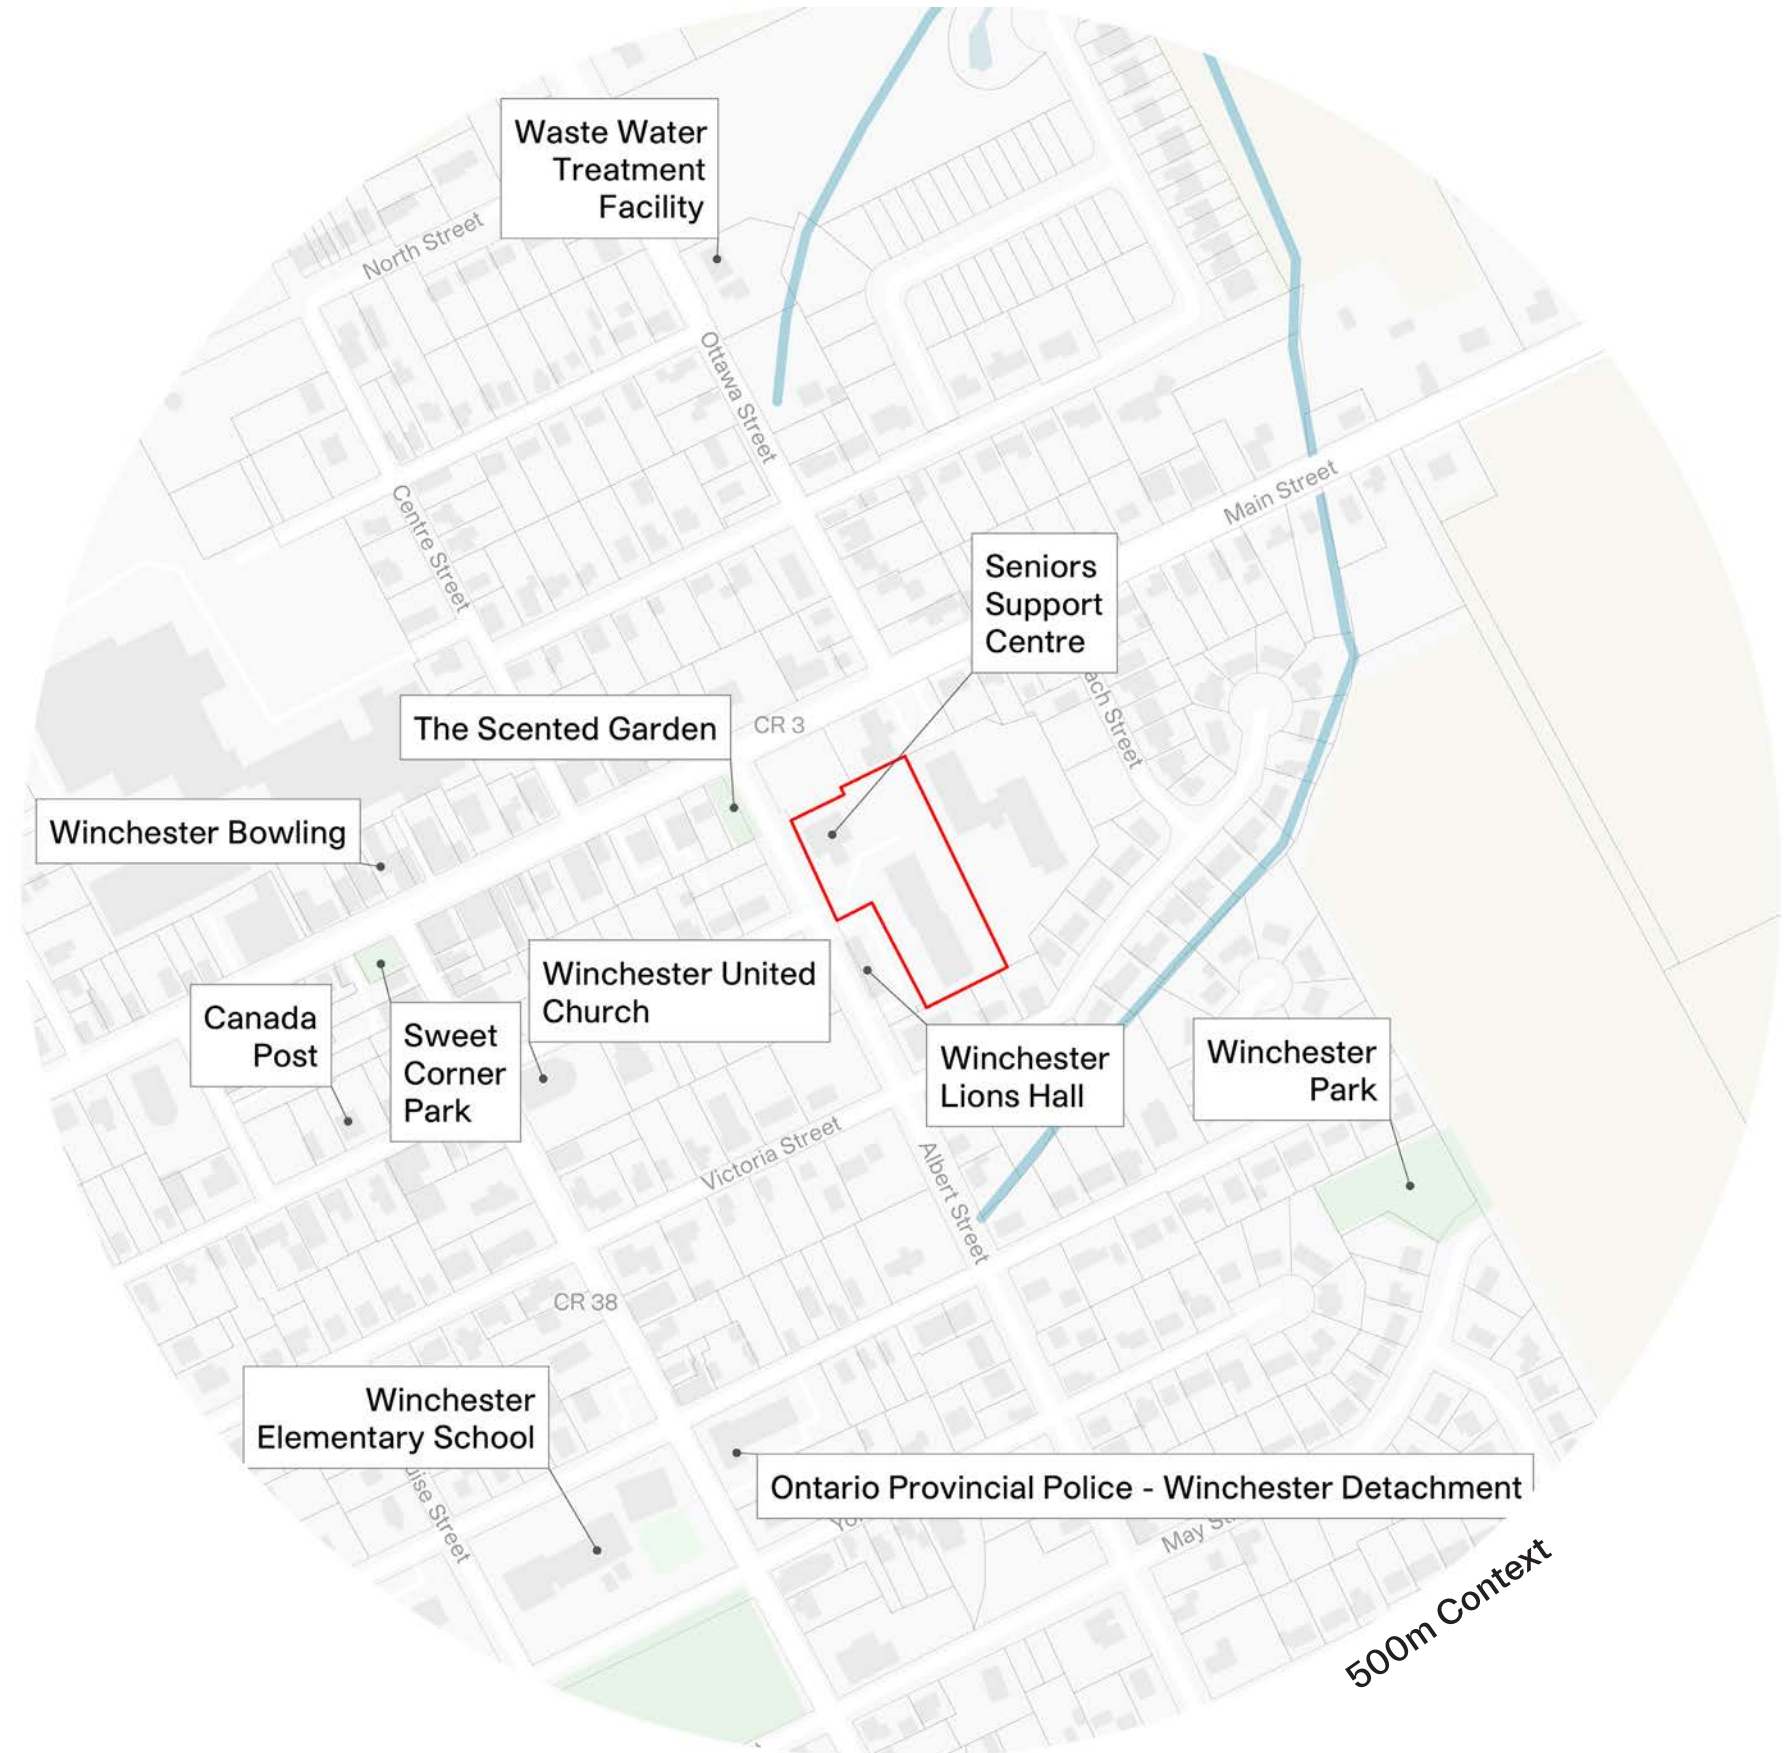 Waste Water
Treatment
Facility
North Street
Ottawa Street
Centre Street
Main Street
Seniors
Support
Centre
CR 3
The Scented Garden
Winchester Bowling
Winchester United
Church
Canada
Post
Sweet
Corner
Park
Winchester
Lions Hall
Winchester
Park
Victoria Street
Albert Street
CR 38
Winchester
Elementary School
Ontario Provincial Police - Winchester Detachment
Street
Street
May
500m Context